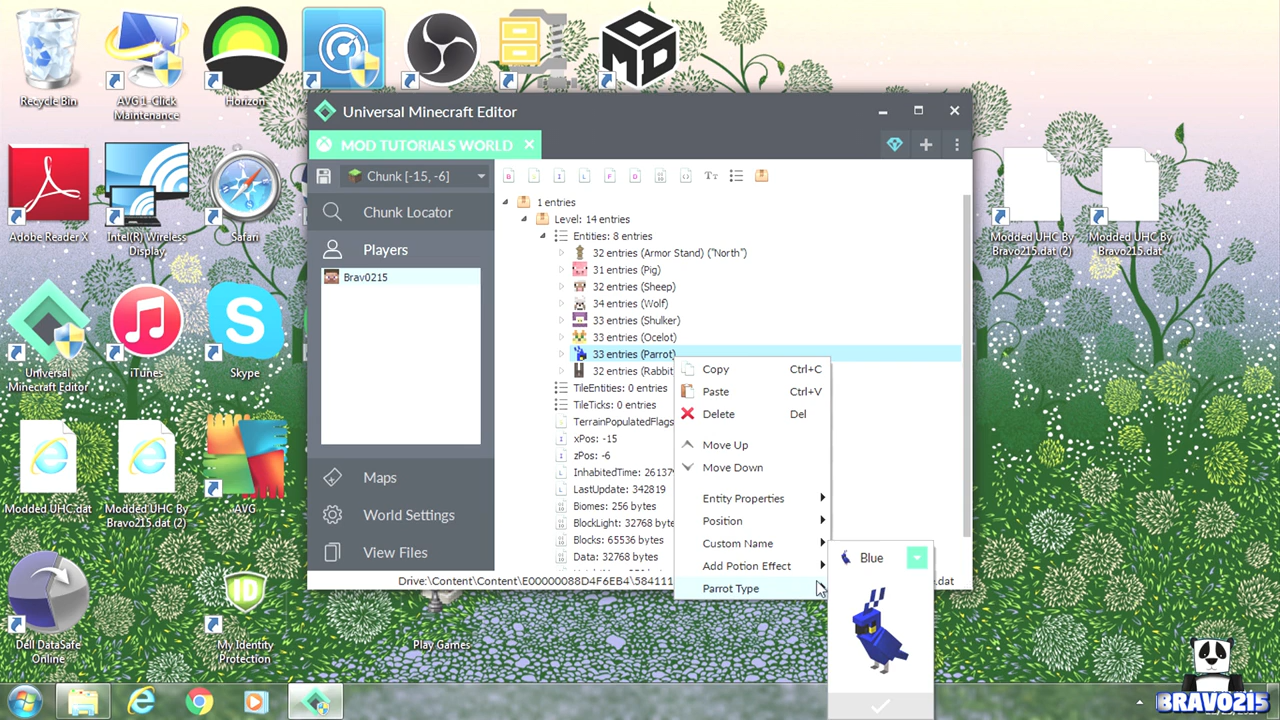 Recycle Bin
AVG 1-Click
Maintenance
Horizon
OMD
Universal Minecraft Editor
MOD TUTORIALS WORLD
Chunk [-15, -6]
Chunk Locator
Players
Brav0215
Maps
World Settings
View Files
1 entries
Level: 14 entries
Entities: 8 entries
32 entries (Armor Stand) ("North")
31 entries (Pig)
32 entries (Sheep)
34 entries (Wolf)
33 entries (Shulker)
33 entries (Ocelot)
33 entries (Parrot)
32 entries (Rabbit
TileEntities: 0 entries
TileTicks: 0 entries
TerrainPopulatedFlags
xPos: -15
zPos: -6
InhabitedTime: 26137
LastUpdate: 342819
Biomes: 256 bytes
BlockLight: 32768 byte
Blocks: 65536 bytes
Data: 32768 bytes
Drive:\Content\Content\E00000088D4F6EB4\584111
.dat
Copy Ctrl+C
Paste Ctrl+V
Delete Del
Move Up
Move Down
Entity Properties
Position
Custom Name
Add Potion Effect
Parrot Type
Blue
Adobe Reader X
Intel(R) Wireless
Display
Safari
Modded UHC By
Bravo215.dat (2)
Modded UHC By
Bravo215.dat
Universal
Minecraft Editor
iTunes
Skype
Modded UHC.dat
Modded UHC By
Bravo215.dat (2)
AVG
Dell DataSafe
Online
ID
My Identity
Protection
Play Games
BRAVO215